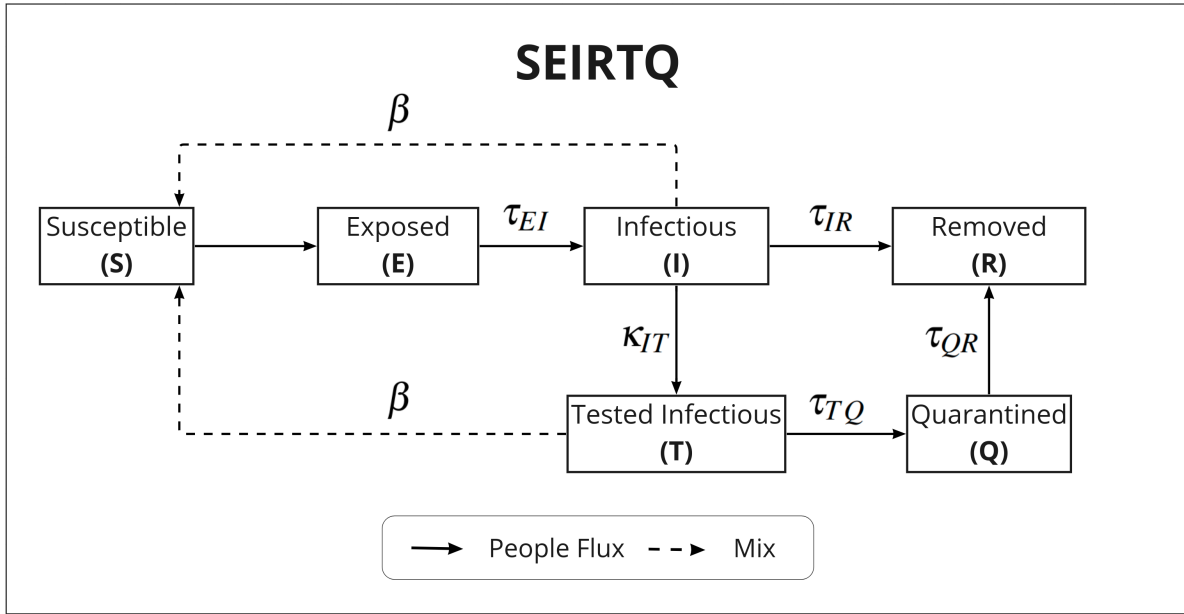 SEIRTQ
β
Susceptible
(S)
Exposed
(E)
τ_EI
Infectious
(I)
τ_IR
Removed
(R)
κ_IT
τ_QR
β
Tested Infectious
(T)
τ_TQ
Quarantined
(Q)
People Flux
Mix